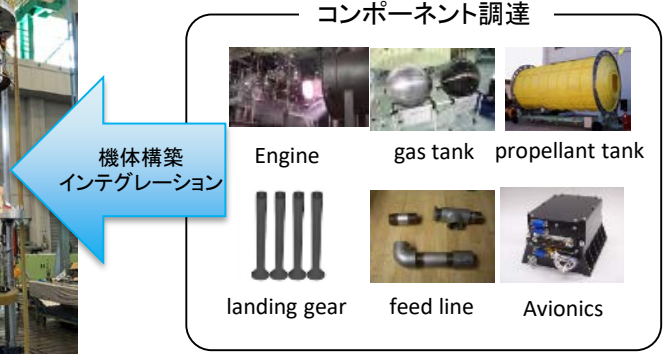 コンポーネント調達
機体構築
インテグレーション
Engine
gas tank
propellant tank
landing gear
feed line
Avionics